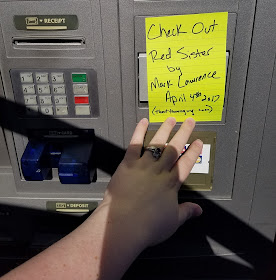 RECEIPT
Check Out
Red Sister
by
Mark Lawrence
April 4th 2017
DEPOSIT